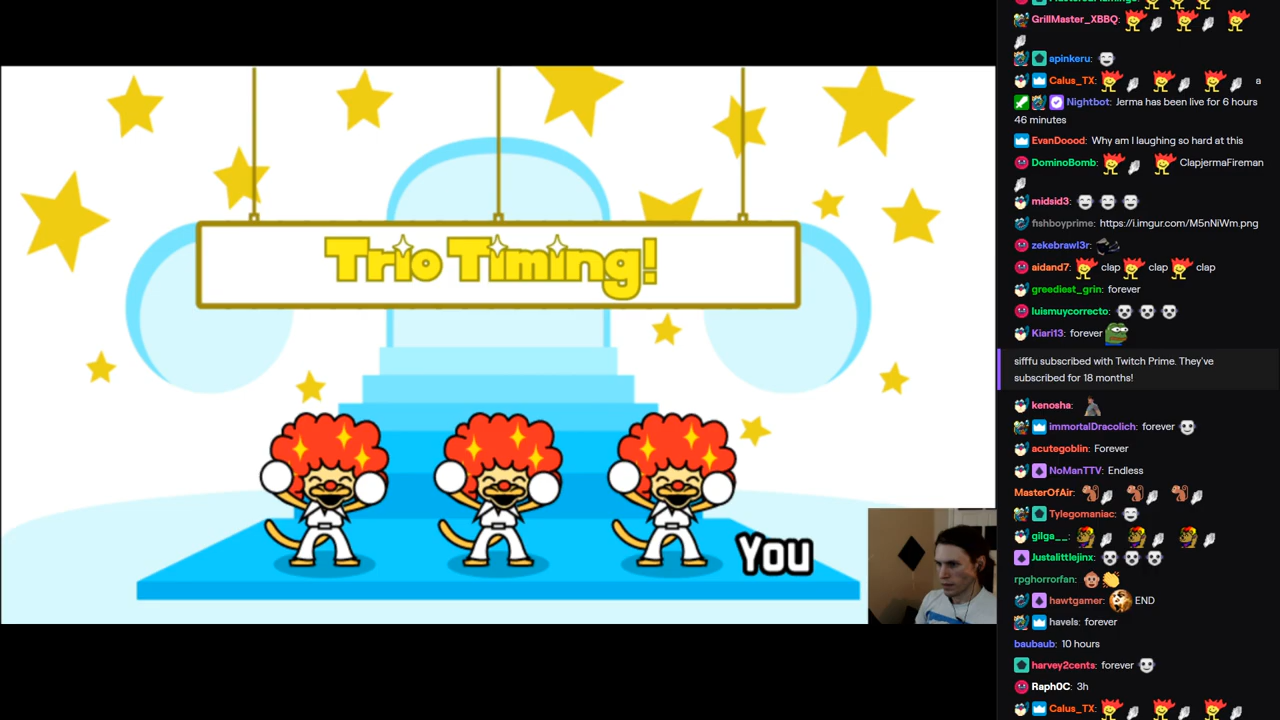 Trio Timing!
You
GrillMaster_XBBQ:
apinkeru:
Calus_TX: a
Nightbot: Jerma has been live for 6 hours
46 minutes
EvanDoood: Why am I laughing so hard at this
DominoBomb: ClapjermaFireman
midsid3:
fishboyprime: https://i.imgur.com/M5nNiWm.png
zekebrawl3r:
aidand7: clap clap clap
greediest_grin: forever
luismuycorrecto:
Kiari13: forever
sifffu subscribed with Twitch Prime. They've
subscribed for 18 months!
kenosha:
immortalDracolich: forever
acutegoblin: Forever
NoManTTV: Endless
MasterOfAir:
Tylegomaniac:
gilga__:
Justalittlejinx:
rpghorrorfan:
hawtgamer: END
havels: forever
baubaub: 10 hours
harvey2cents: forever
Raph0C: 3h
Calus_TX: